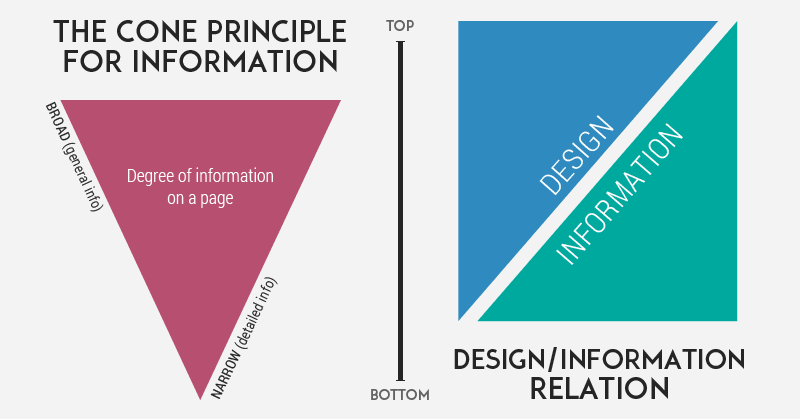 THE CONE PRINCIPLE
FOR INFORMATION
BROAD (general info)
Degree of information
on a page
NARROW (detailed info)
TOP
BOTTOM
DESIGN
INFORMATION
DESIGN/INFORMATION
RELATION